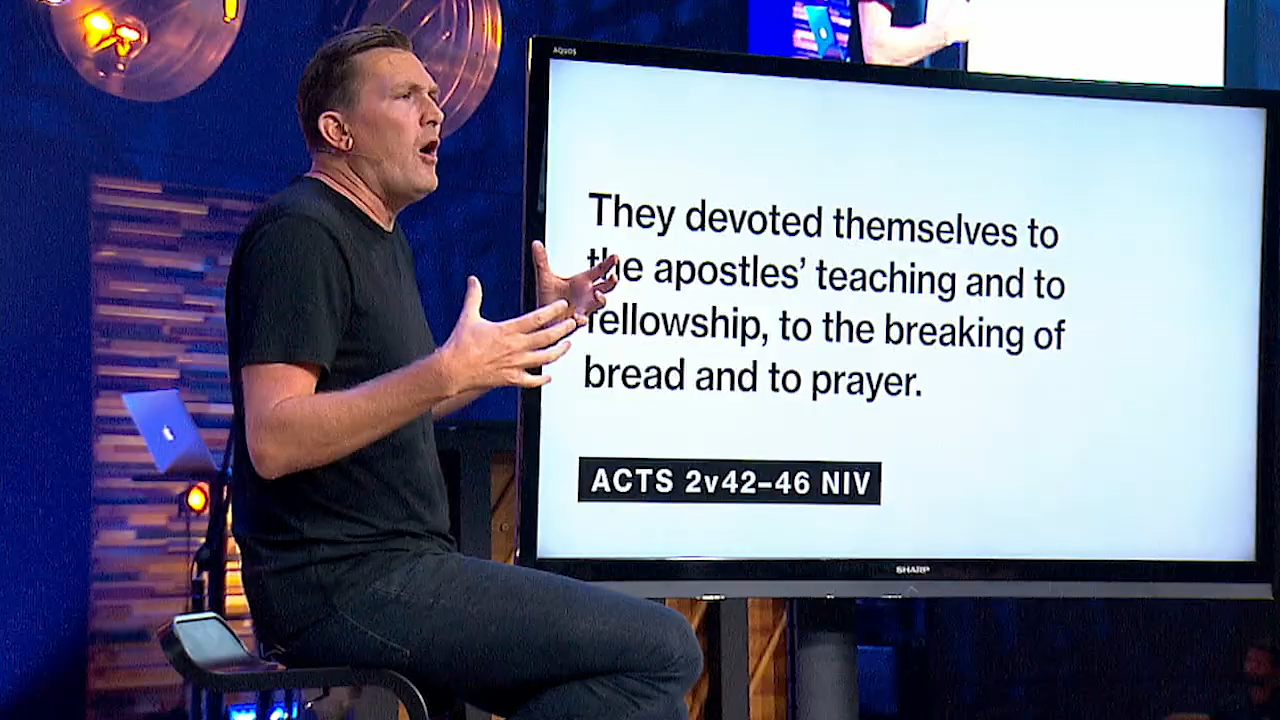 AQUOS
They devoted themselves to
the apostles’ teaching and to
fellowship, to the breaking of
bread and to prayer.
ACTS 2v42–46 NIV
SHARP